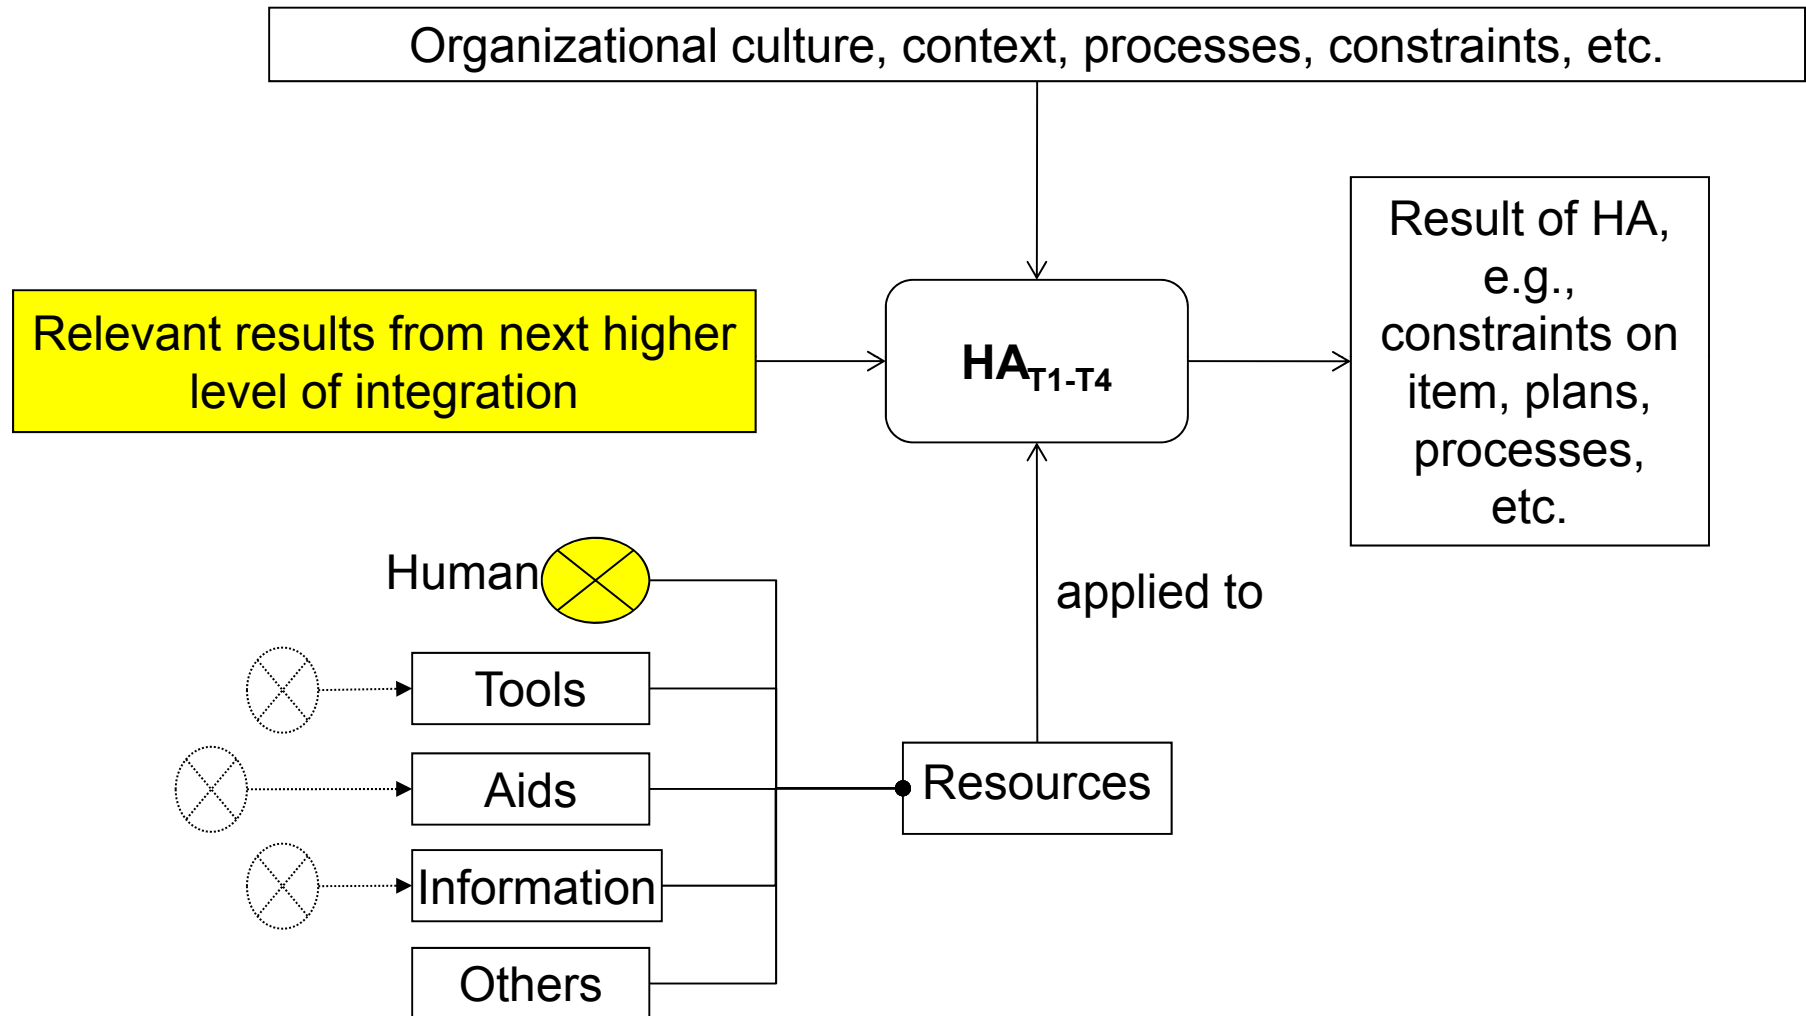 Organizational culture, context, processes, constraints, etc.
Relevant results from next higher
level of integration
HA_T1-T4
Result of HA,
e.g.,
constraints on
item, plans,
processes,
etc.
Human
applied to
Tools
Aids
Resources
Information
Others